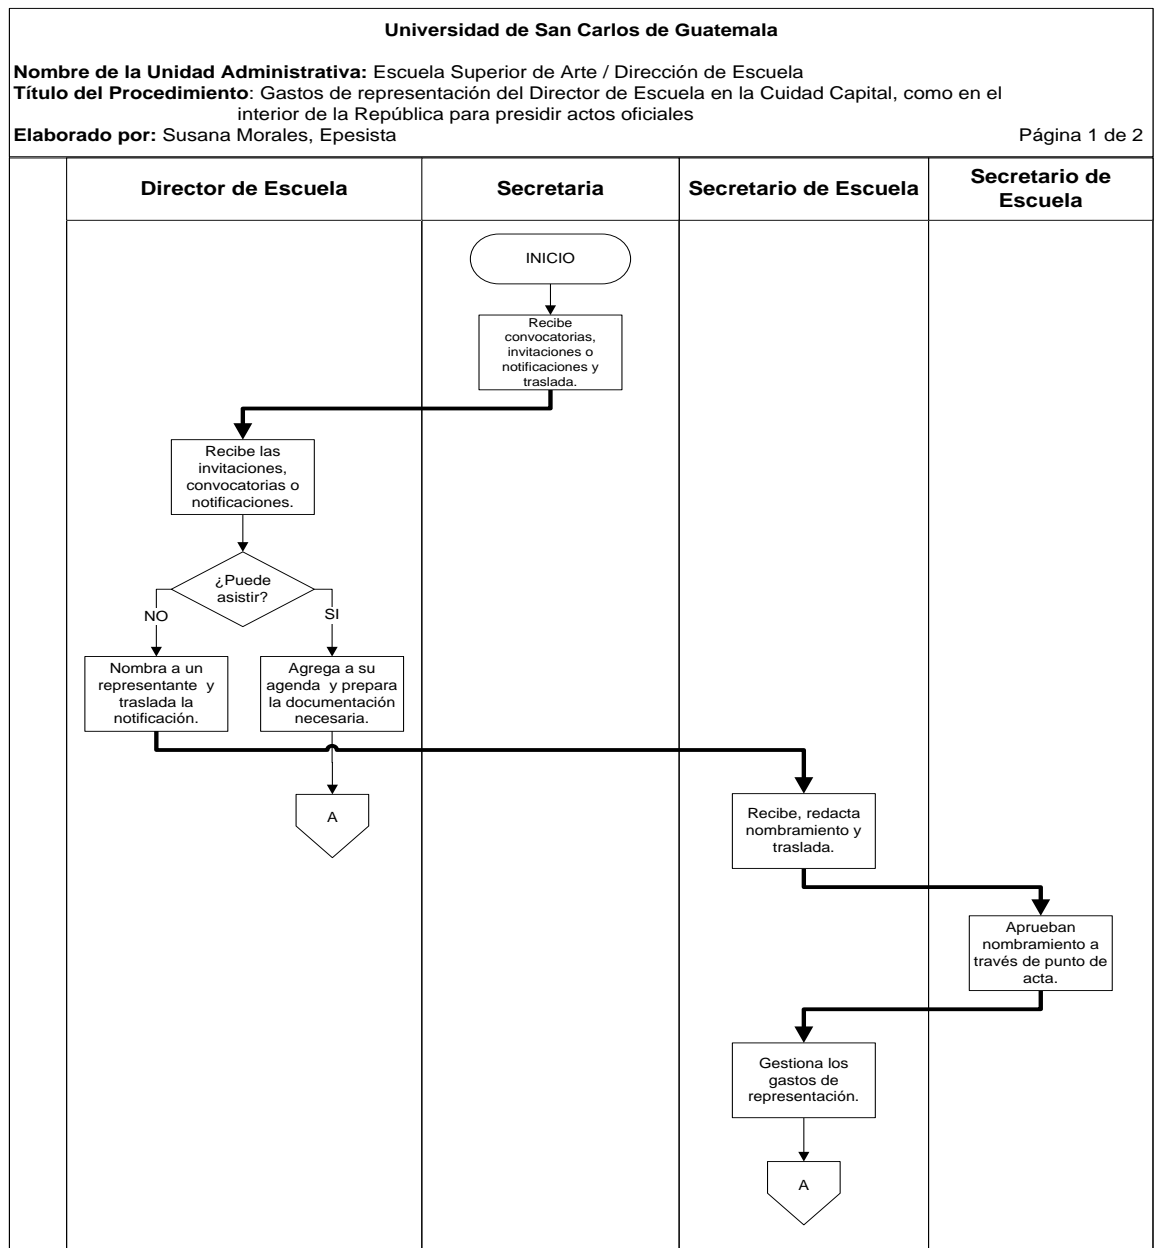 Universidad de San Carlos de Guatemala
Nombre de la Unidad Administrativa: Escuela Superior de Arte / Dirección de Escuela
Título del Procedimiento: Gastos de representación del Director de Escuela en la Cuidad Capital, como en el
interior de la República para presidir actos oficiales
Elaborado por: Susana Morales, Epesista
Página 1 de 2
Director de Escuela
Secretaria
Secretario de Escuela
Secretario de
Escuela
INICIO
Recibe
convocatorias,
invitaciones o
notificaciones y
traslada.
Recibe las
invitaciones,
convocatorias o
notificaciones.
¿Puede
asistir?
NO
SI
Nombra a un
representante y
traslada la
notificación.
Agrega a su
agenda y prepara
la documentación
necesaria.
A
Recibe, redacta
nombramiento y
traslada.
Aprueban
nombramiento a
través de punto de
acta.
Gestiona los
gastos de
representación.
A